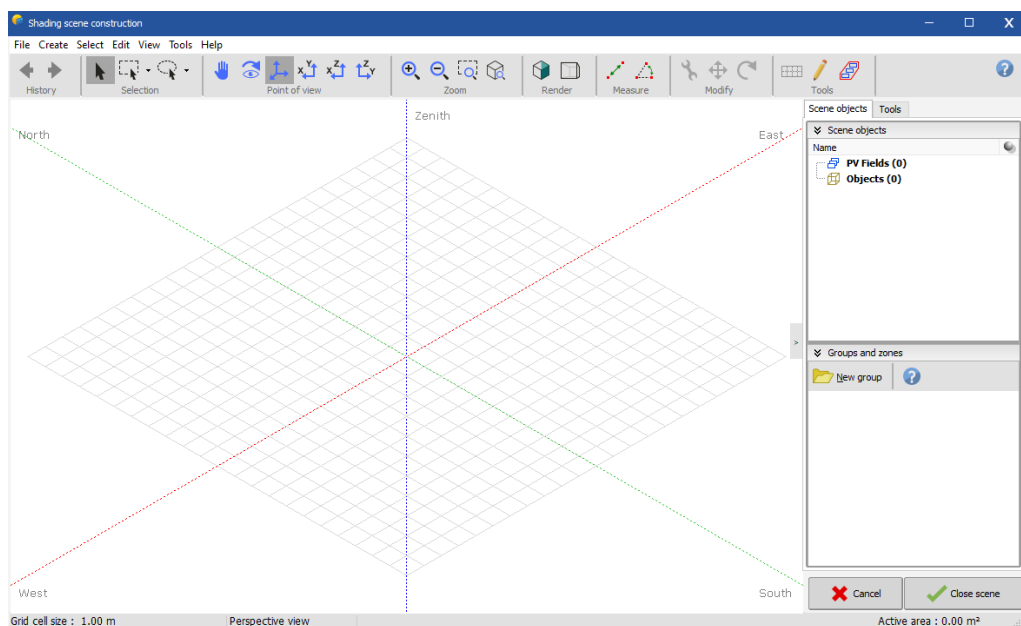 Shading scene construction
File Create Select Edit View Tools Help
History Selection Point of view Zoom Render Measure Modify Tools
Zenith
North
East
West
South
Scene objects Tools
Scene objects
Name
PV Fields (0)
Objects (0)
>
Groups and zones
New group
Cancel Close scene
Grid cell size : 1.00 m Perspective view Active area : 0.00 m²